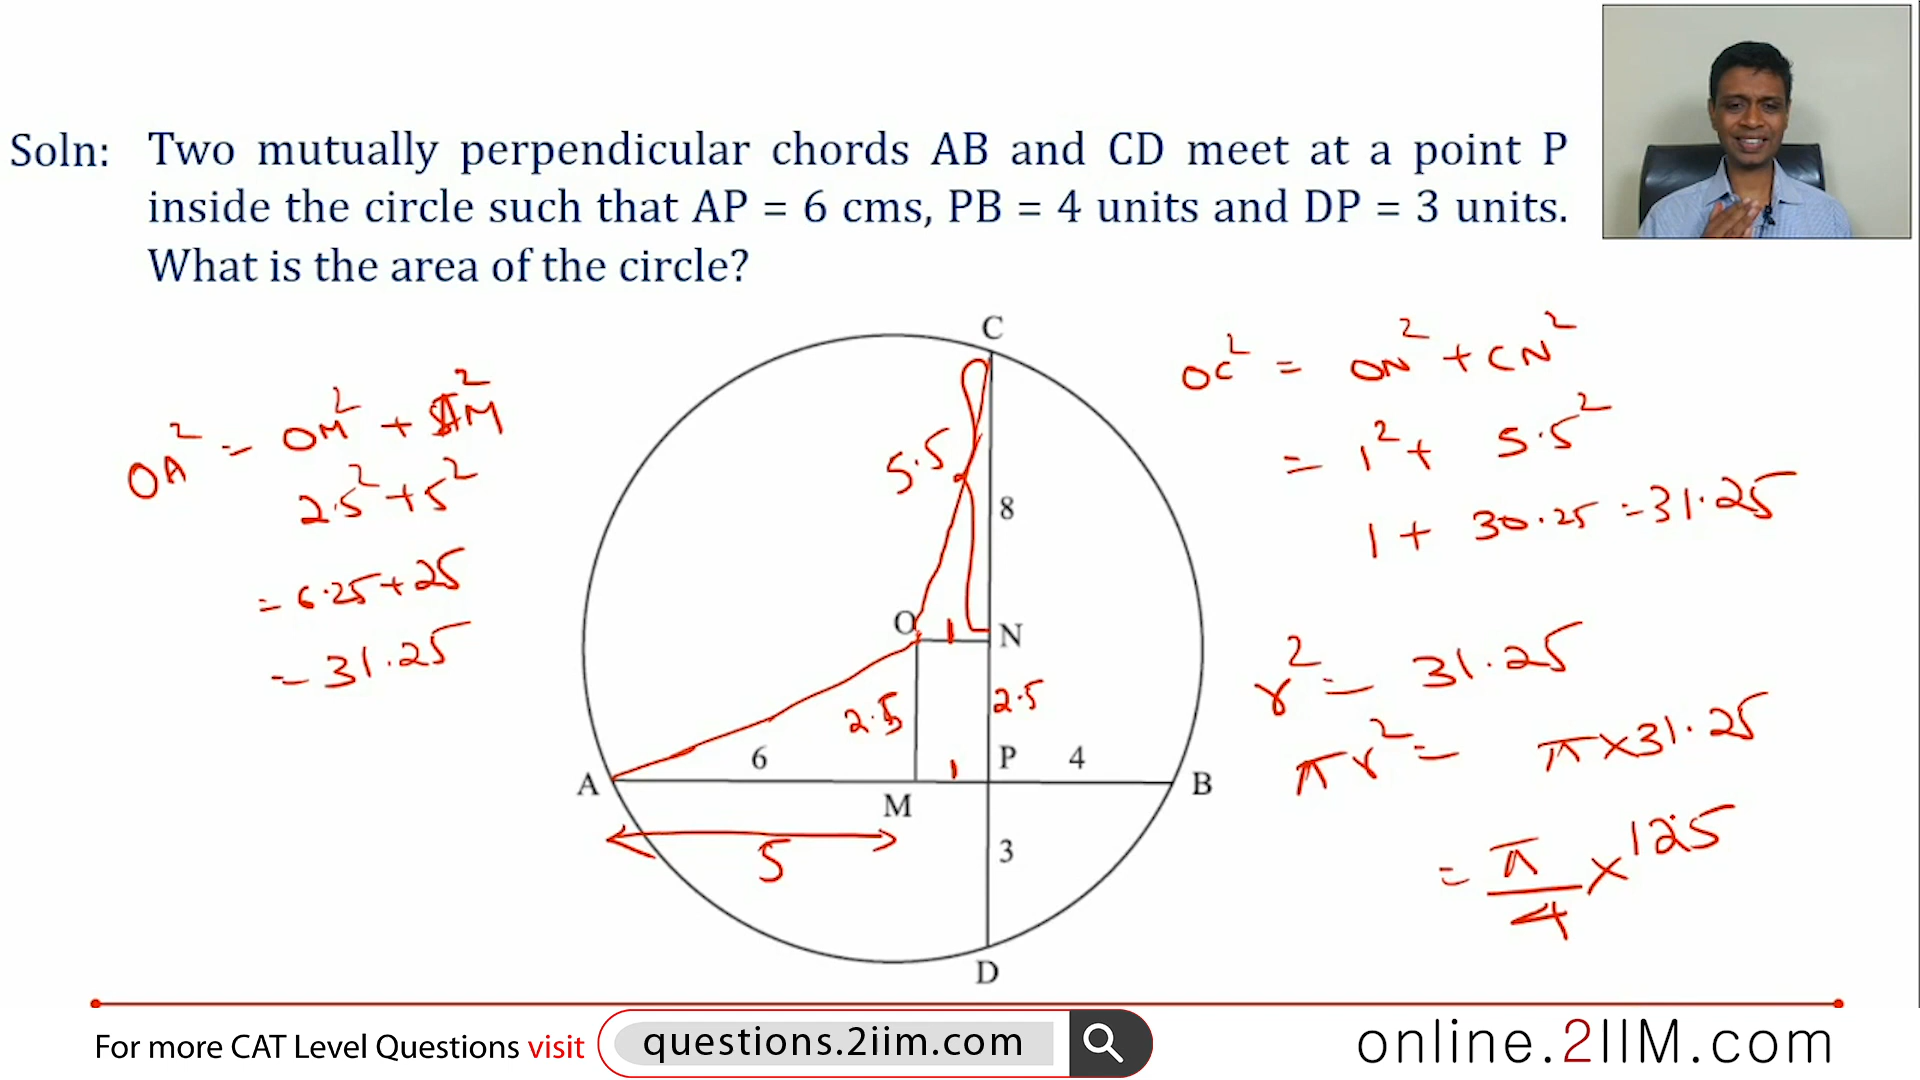 Soln: Two mutually perpendicular chords AB and CD meet at a point P
inside the circle such that AP = 6 cms, PB = 4 units and DP = 3 units.
What is the area of the circle?
OA² = OM² + AM²
2.5² + 5²
= 6.25 + 25
= 31.25
C
5.5
8
O
1
N
2.5
2.5
6
1
P
4
A
M
B
5
3
D
OC² = ON² + CN²
= 1² + 5.5²
1 + 30.25 = 31.25
r² = 31.25
πr² = π×31.25
= π/4 × 125
For more CAT Level Questions visit questions.2iim.com
online.2IIM.com